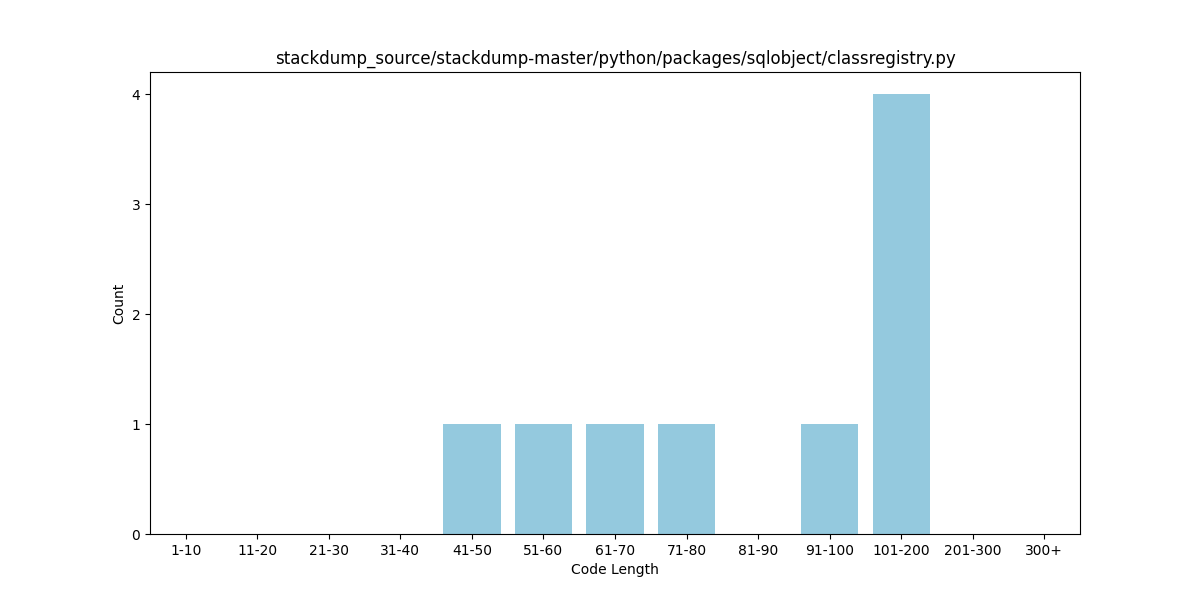 stackdump_source/stackdump-master/python/packages/sqlobject/classregistry.py
4
3
2
1
0
Count
1-10 11-20 21-30 31-40 41-50 51-60 61-70 71-80 81-90 91-100 101-200 201-300 300+
Code Length